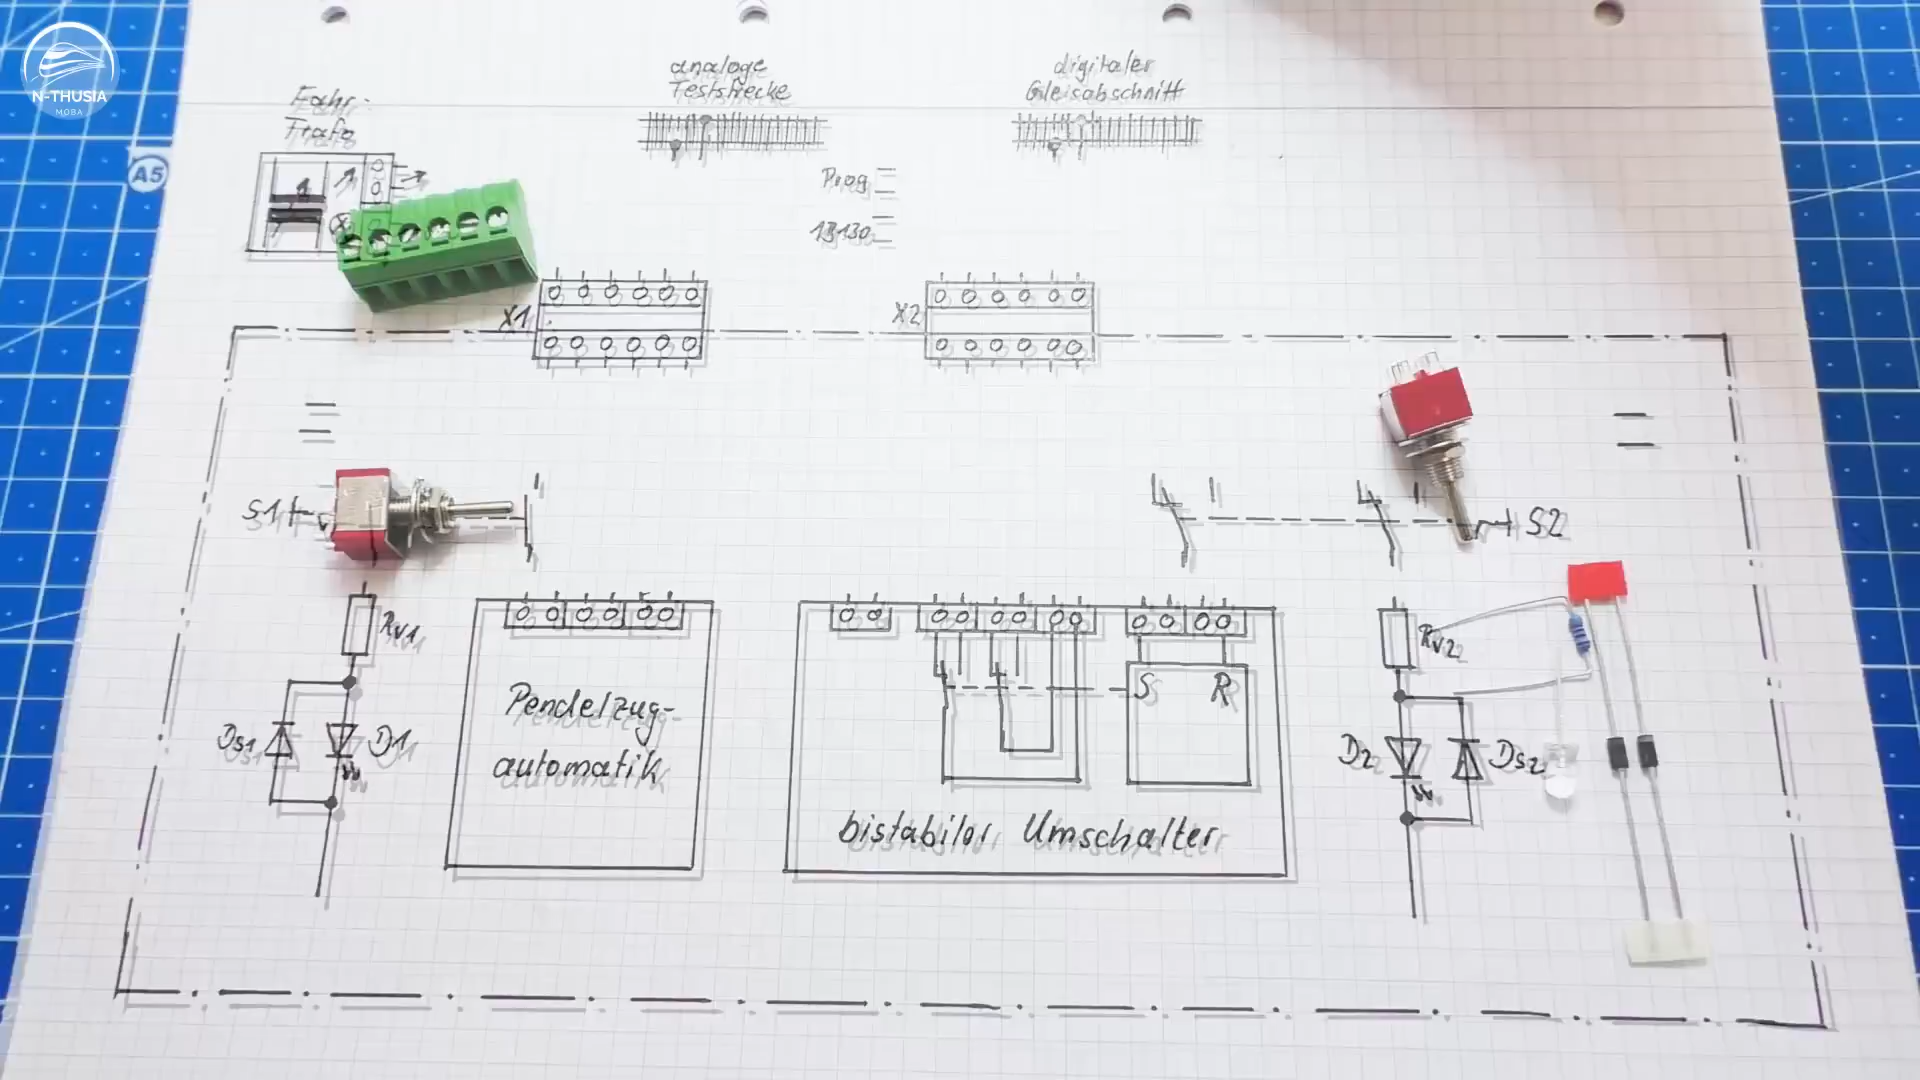 N-THUSIA
MOBA
A5
Fahr-
Trafo
analoge
Teststrecke
digitaler
Gleisabschnitt
Prog
X1
X2
S1
S2
Rv1
Rv2
Ds1
D1
Pendelzug-
automatik
S
R
bistabiler Umschalter
D2
Ds2